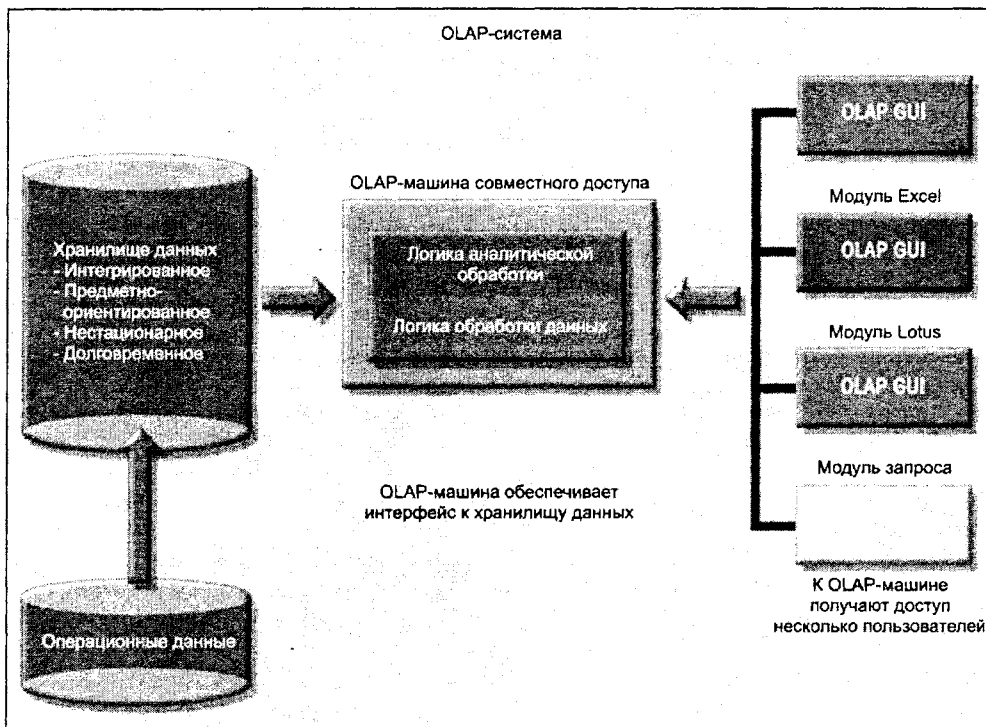 OLAP-система
Хранилище данных
- Интегрированное
- Предметно-
ориентированное
- Нестационарное
- Долговременное
Операционные данные
OLAP-машина совместного доступа
Логика аналитической
обработки
Логика обработки данных
OLAP-машина обеспечивает
интерфейс к хранилищу данных
OLAP GUI
Модуль Excel
OLAP GUI
Модуль Lotus
OLAP GUI
Модуль запроса
К OLAP-машине
получают доступ
несколько пользователей